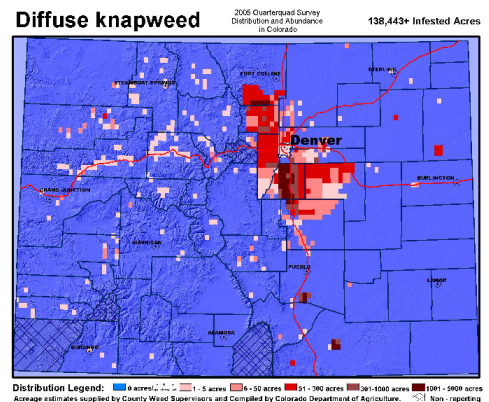 Diffuse knapweed
2005 Quarterquad Survey
Distribution and Abundance
in Colorado
138,443+ Infested Acres
FORT COLLINS
STERLING
STEAMBOAT SPRINGS
Denver
GRAND JUNCTION
BURLINGTON
GUNNISON
PUEBLO
LAMAR
ALAMOSA
DURANGO
Distribution Legend: 0 acres 1 - 5 acres 6 - 50 acres 51 - 300 acres 301-1000 acres 1001 - 5000 acres
Acreage estimates supplied by County Weed Supervisors and Compiled by Colorado Department of Agriculture. Non - reporting